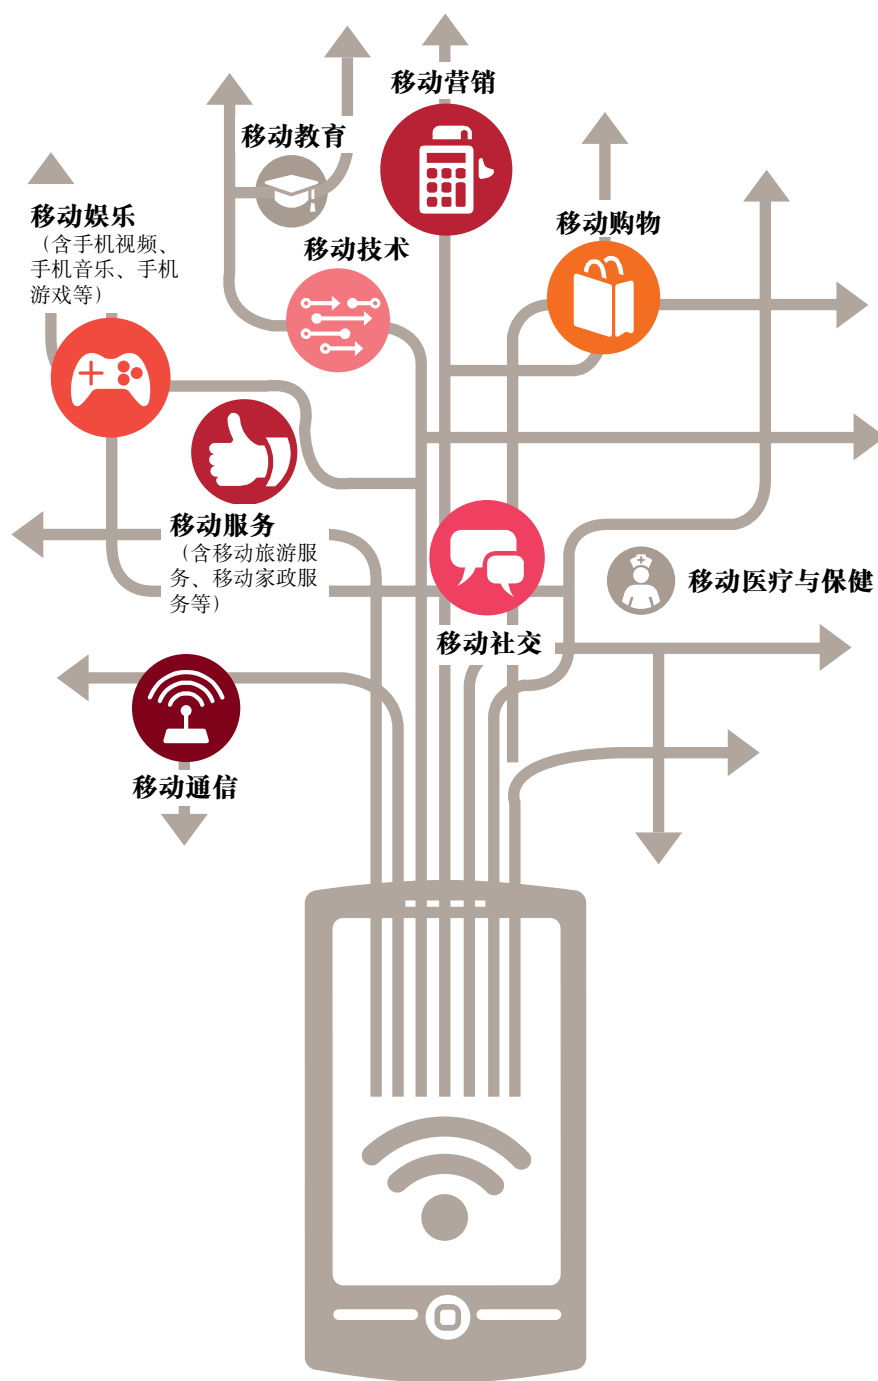 移动营销
移动教育
移动娱乐
（含手机视频、
手机音乐、手机
游戏等）
移动购物
移动技术
移动服务
（含移动旅游服
务、移动家政服
务等）
移动医疗与保健
移动社交
移动通信